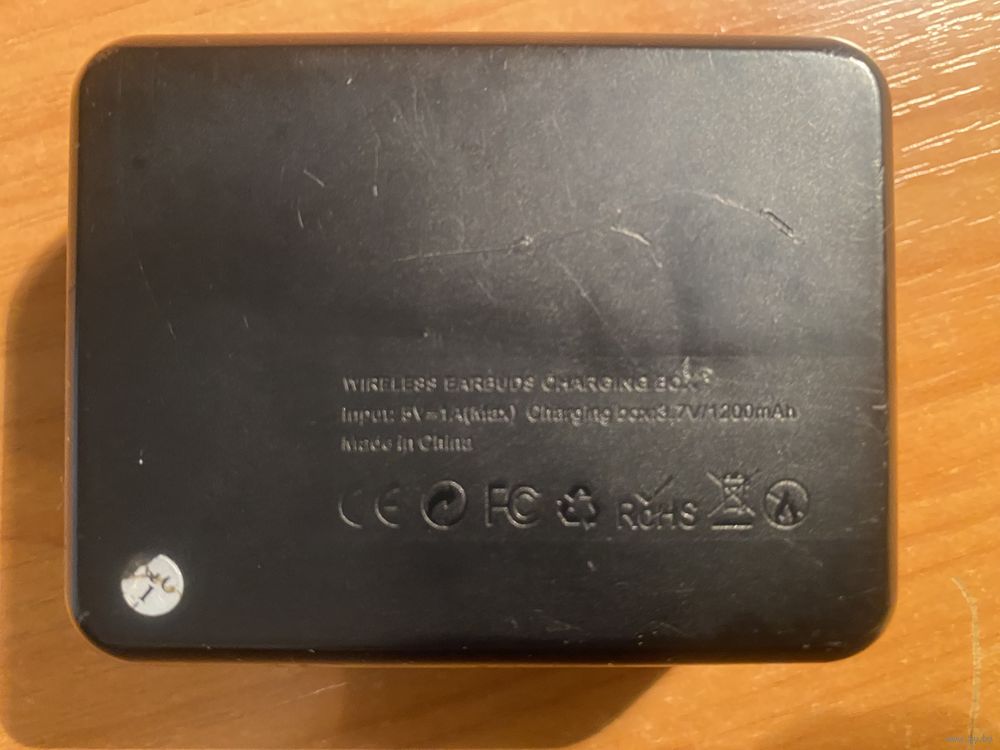 WIRELESS EARBUDS CHARGING BOX
Input: 5V=1A(Max) Charging box:3.7V/1200mAh
Made in China
CE FC RoHS
1